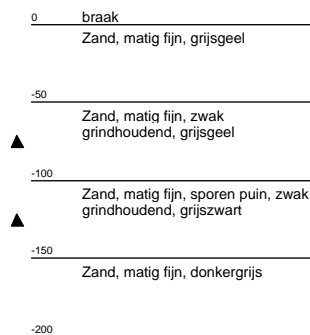 0 braak
Zand, matig fijn, grijsgeel
-50
Zand, matig fijn, zwak
grindhoudend, grijsgeel
-100
Zand, matig fijn, sporen puin, zwak
grindhoudend, grijszwart
-150
Zand, matig fijn, donkergrijs
-200